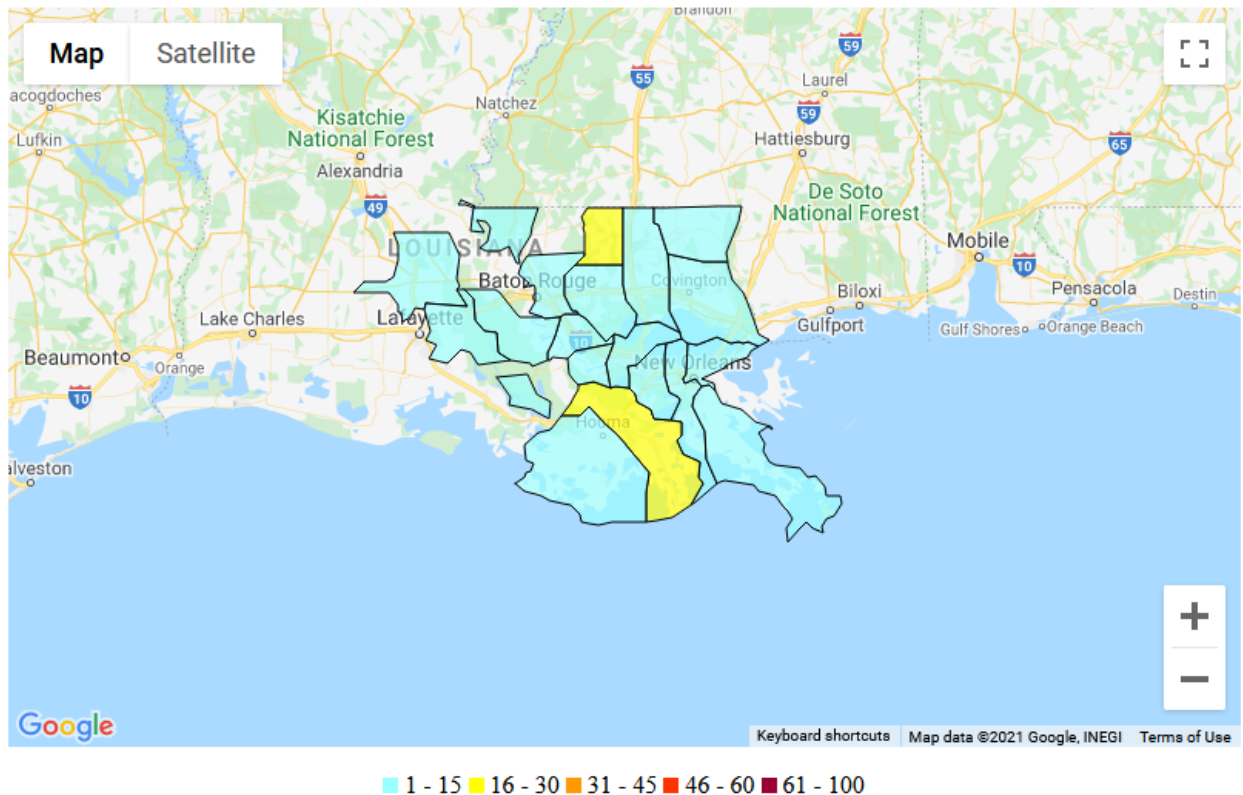 Brandon
Map Satellite
59
55
Laurel
acogdoches
Natchez
59
Kisatchie
National Forest
Hattiesburg
65
Lufkin
Alexandria
De Soto
National Forest
49
LOUISIANA
Mobile
10
Baton Rouge
Covington
Pensacola
Biloxi
Destin
Lake Charles
Lafayette
Gulfport
Gulf Shores
Orange Beach
10
Beaumont
Orange
New Orleans
10
Houma
alveston
+
−
Google
Keyboard shortcuts Map data ©2021 Google, INEGI Terms of Use
1 - 15 16 - 30 31 - 45 46 - 60 61 - 100